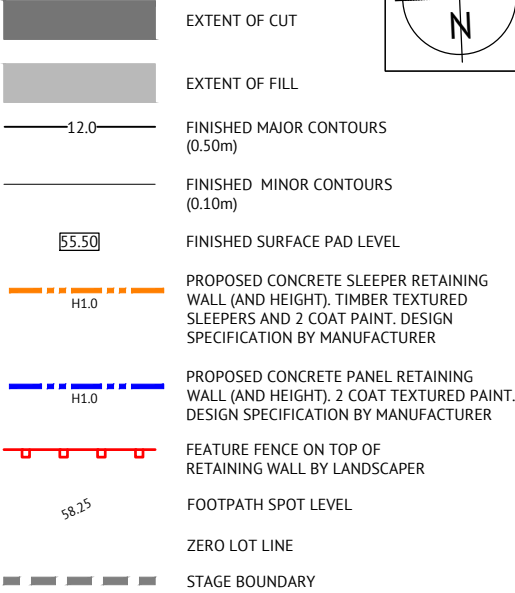 EXTENT OF CUT
N
EXTENT OF FILL
12.0
FINISHED MAJOR CONTOURS
(0.50m)
FINISHED MINOR CONTOURS
(0.10m)
55.50
FINISHED SURFACE PAD LEVEL
H1.0
PROPOSED CONCRETE SLEEPER RETAINING
WALL (AND HEIGHT). TIMBER TEXTURED
SLEEPERS AND 2 COAT PAINT. DESIGN
SPECIFICATION BY MANUFACTURER
H1.0
PROPOSED CONCRETE PANEL RETAINING
WALL (AND HEIGHT). 2 COAT TEXTURED PAINT.
DESIGN SPECIFICATION BY MANUFACTURER
FEATURE FENCE ON TOP OF
RETAINING WALL BY LANDSCAPER
58.25
FOOTPATH SPOT LEVEL
ZERO LOT LINE
STAGE BOUNDARY